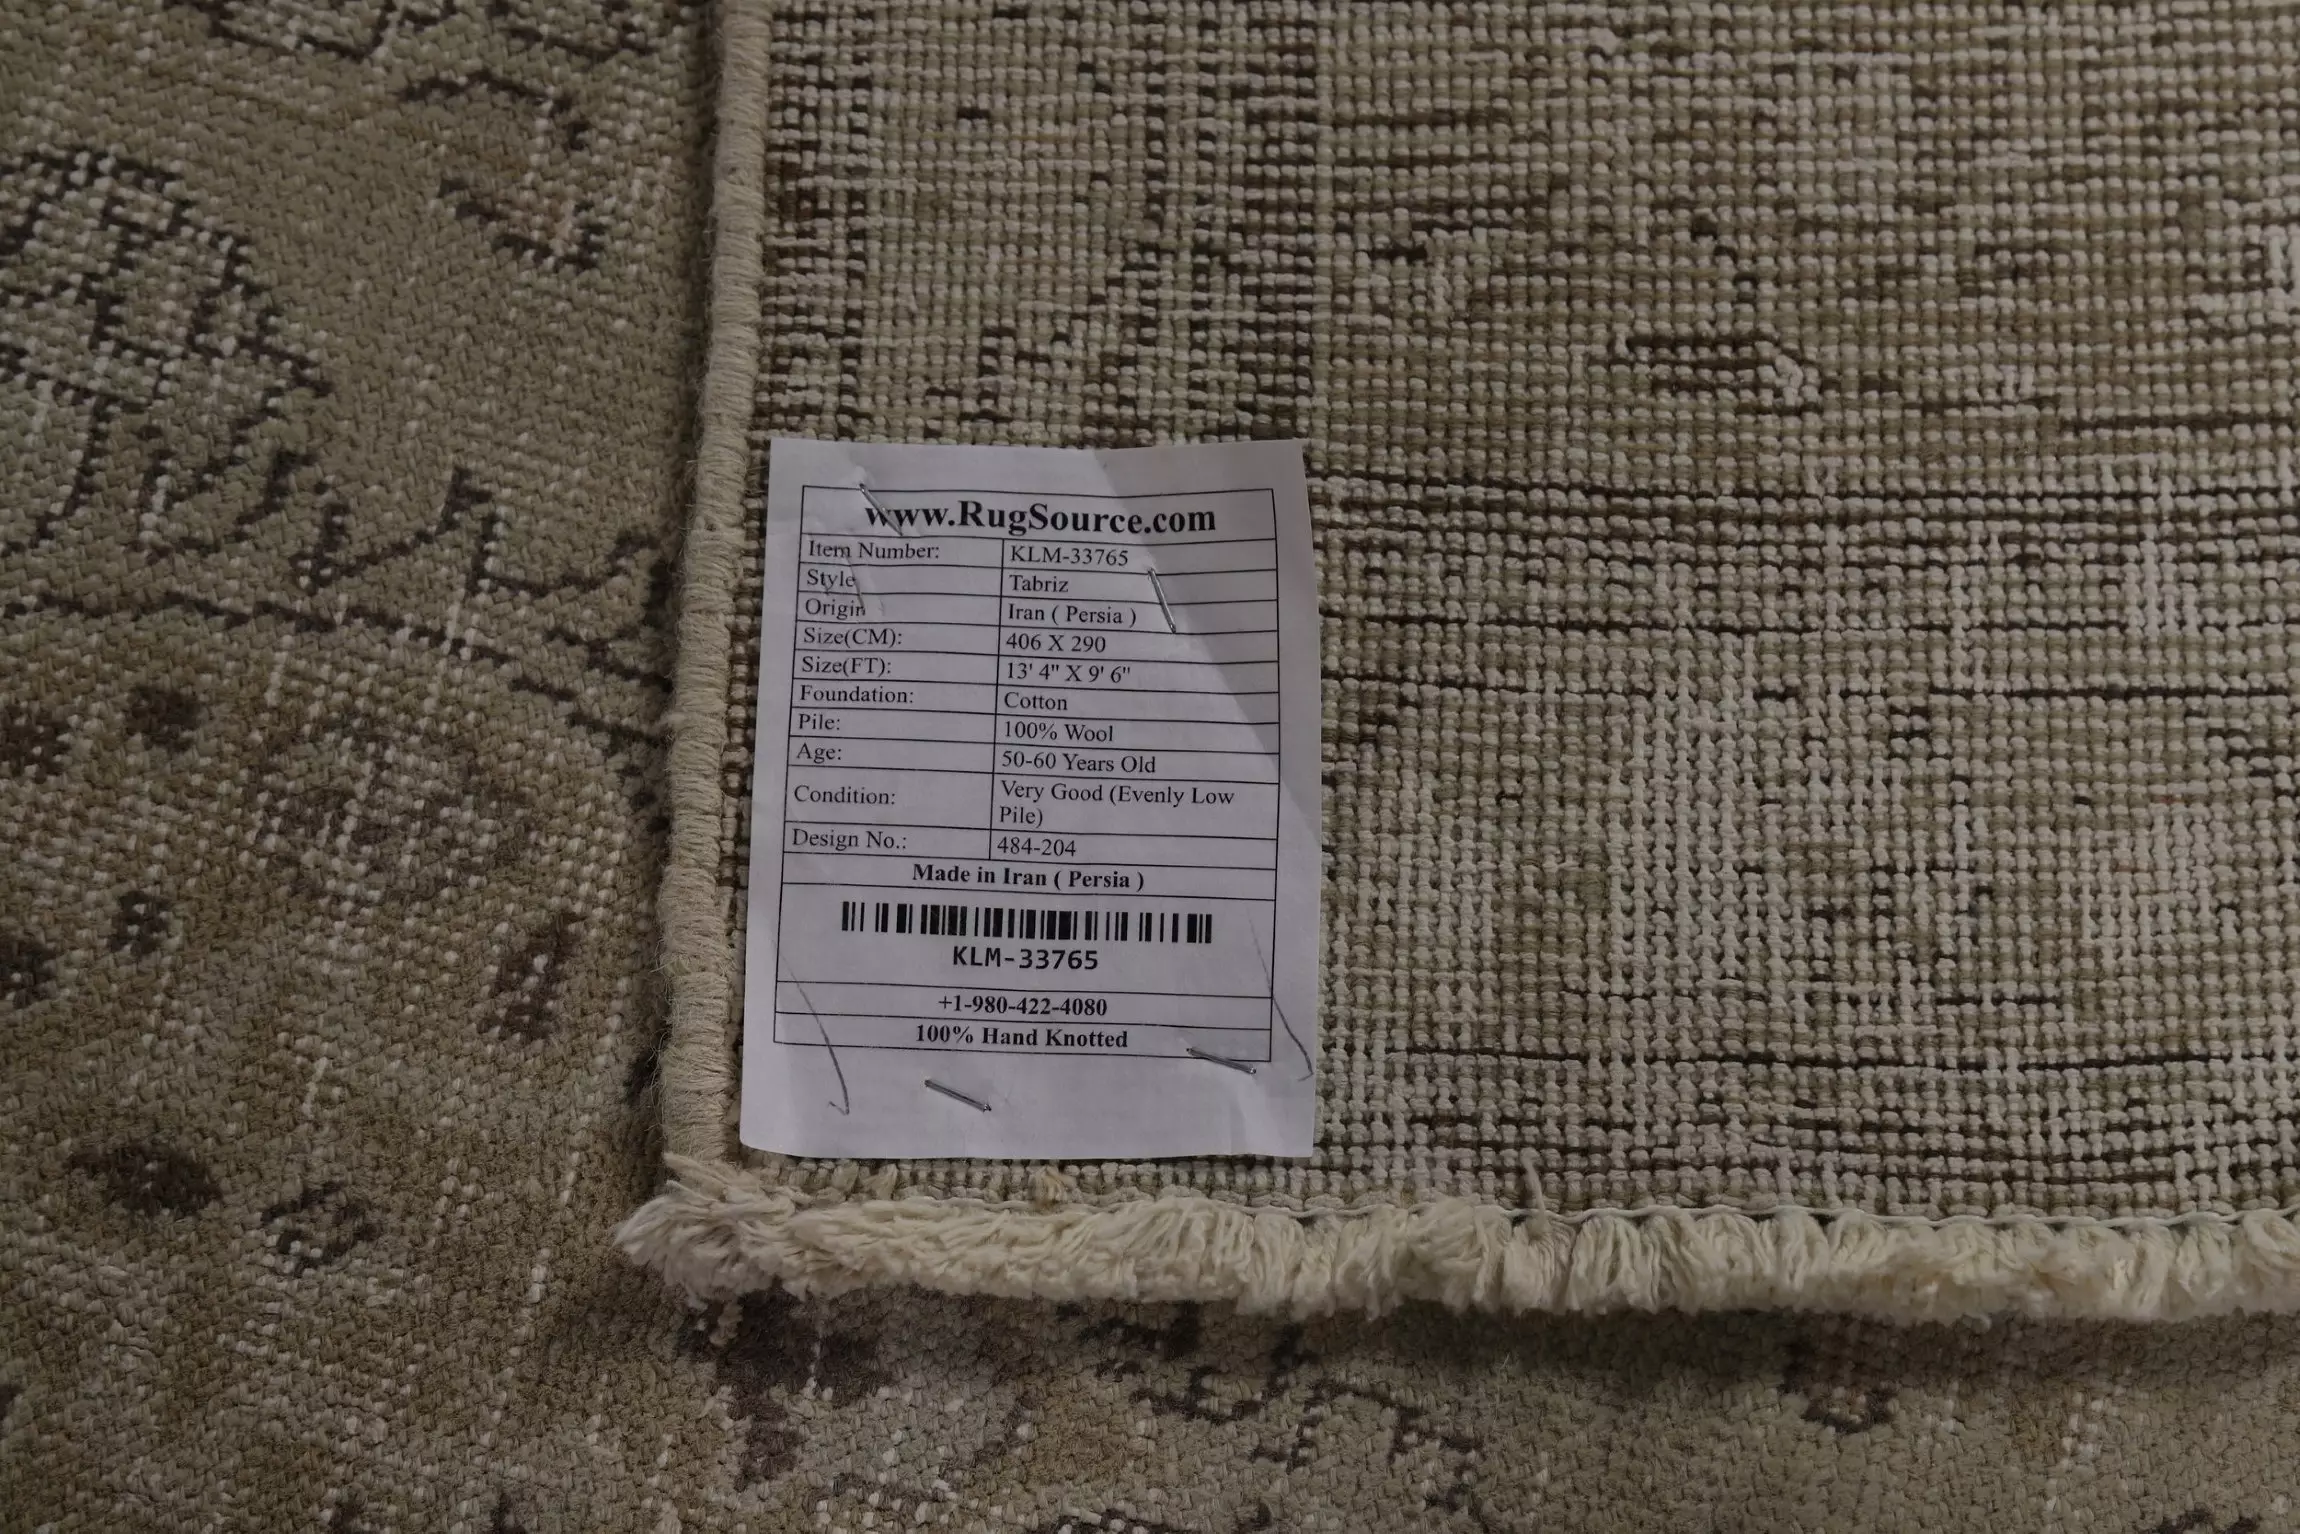 www.RugSource.com
Item Number: KLM-33765
Style Tabriz
Origin Iran ( Persia )
Size(CM): 406 X 290
Size(FT): 13' 4" X 9' 6"
Foundation: Cotton
Pile: 100% Wool
Age: 50-60 Years Old
Condition: Very Good (Evenly Low
Pile)
Design No.: 484-204
Made in Iran ( Persia )
KLM-33765
+1-980-422-4080
100% Hand Knotted